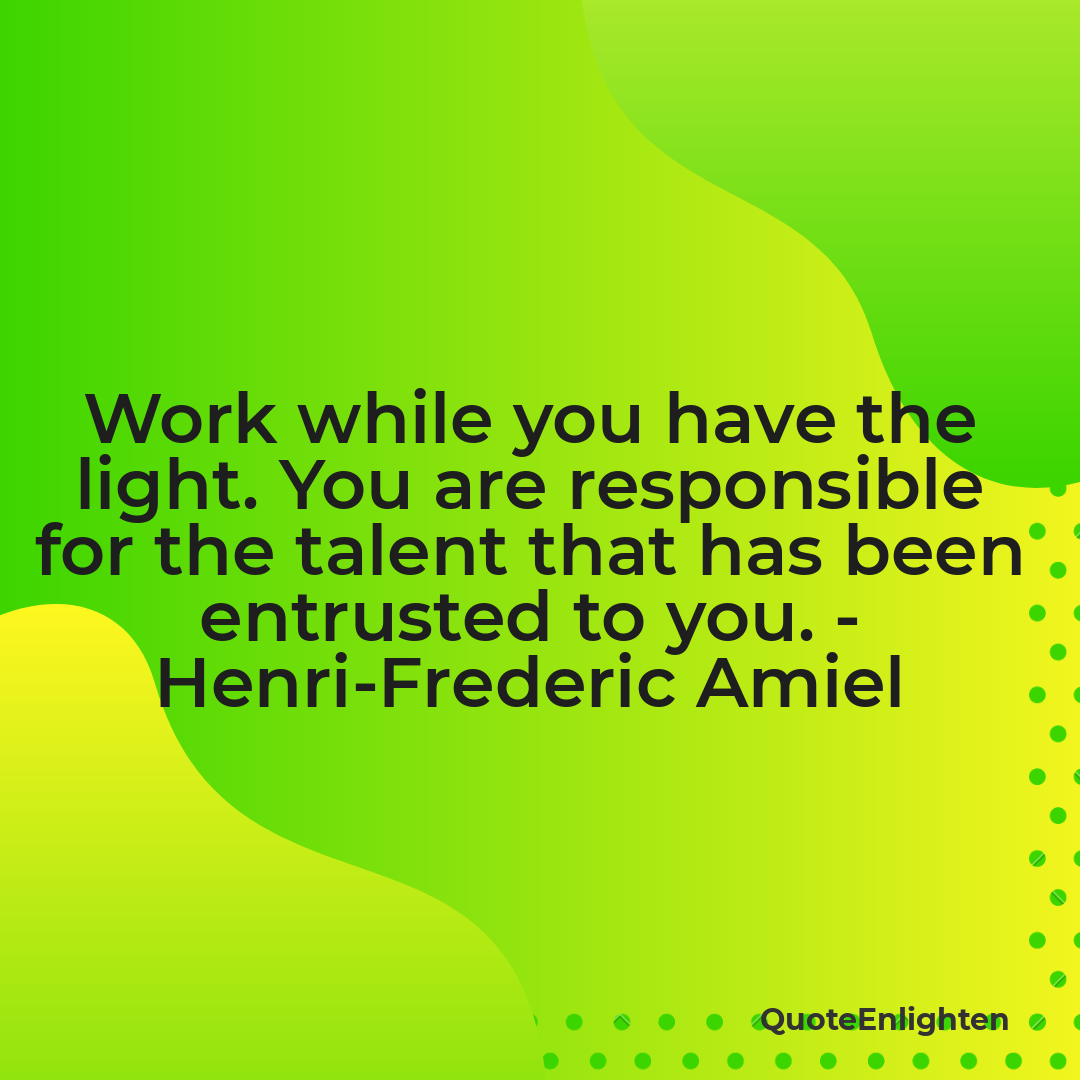 Work while you have the
light. You are responsible
for the talent that has been
entrusted to you. -
Henri-Frederic Amiel
QuoteEnlighten